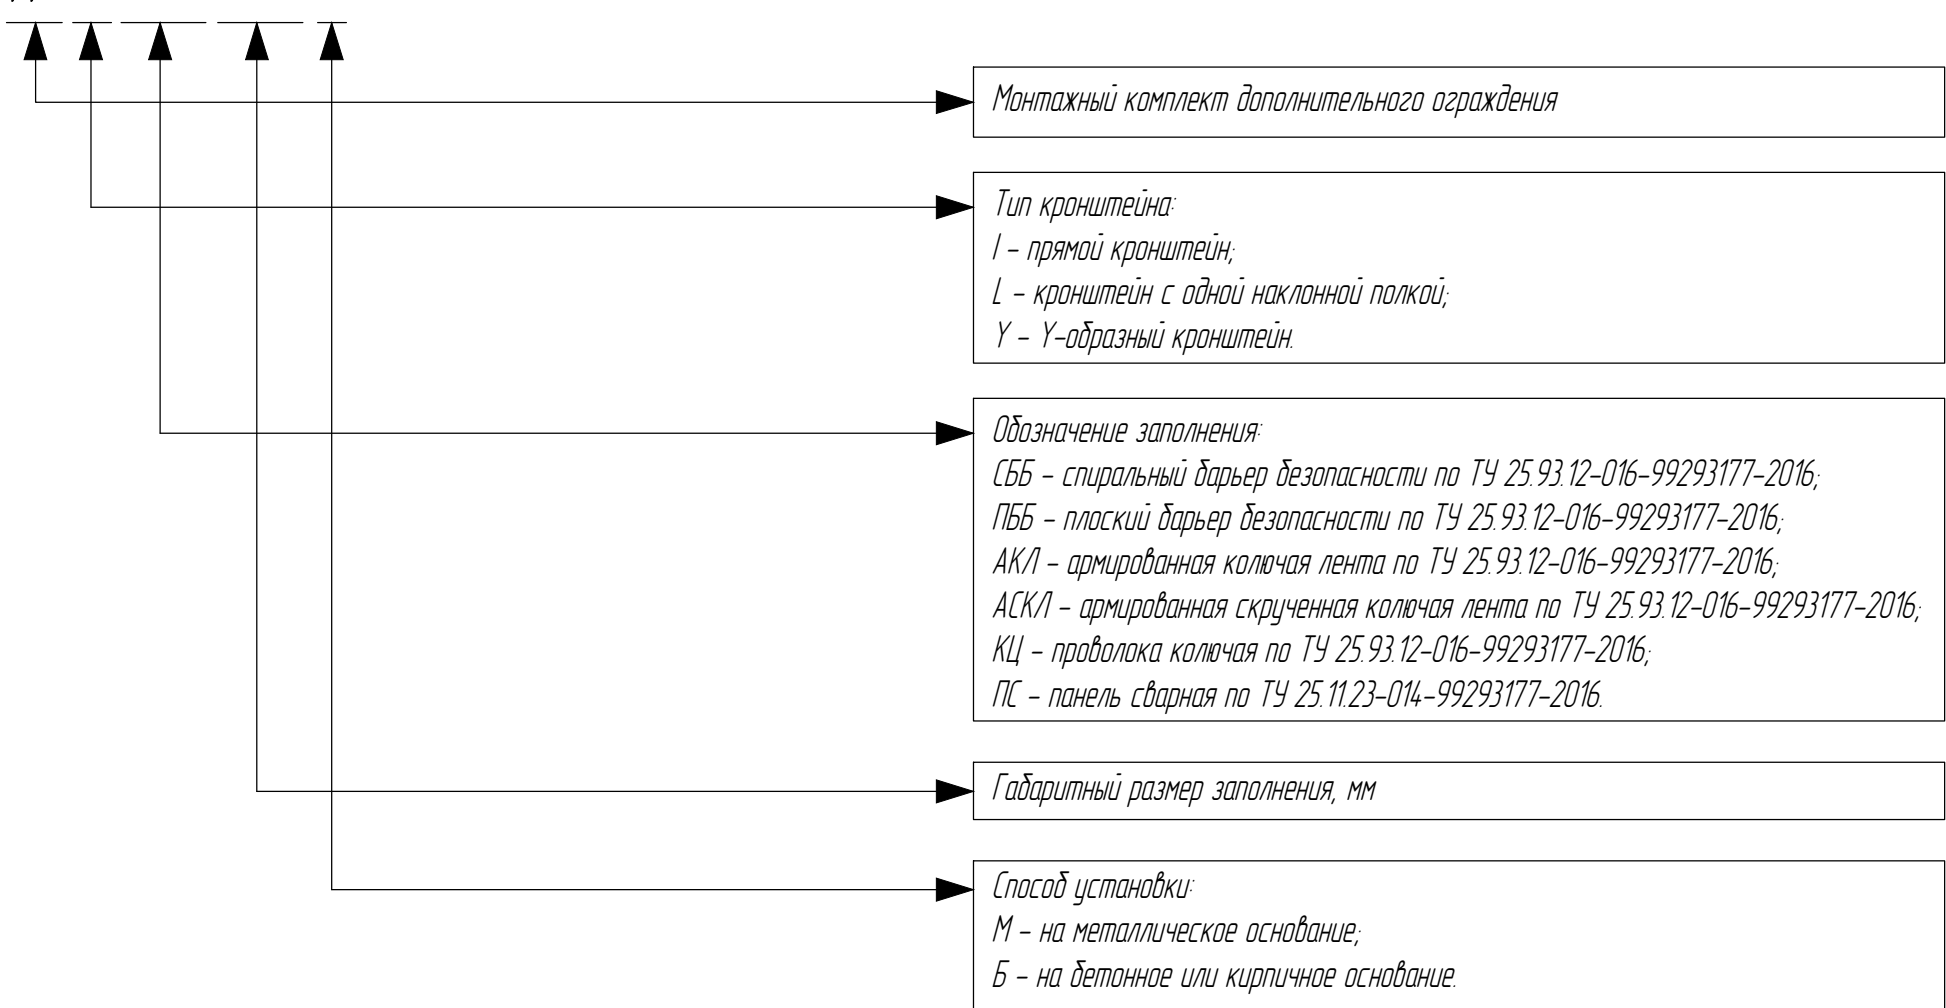 Монтажный комплект дополнительного ограждения
Тип кронштейна:
I – прямой кронштейн;
L – кронштейн с одной наклонной полкой;
Y – Y-образный кронштейн.
Обозначение заполнения:
СББ – спиральный барьер безопасности по ТУ 25.93.12-016-99293177-2016;
ПББ – плоский барьер безопасности по ТУ 25.93.12-016-99293177-2016;
АКЛ – армированная колючая лента по ТУ 25.93.12-016-99293177-2016;
АСКЛ – армированная скрученная колючая лента по ТУ 25.93.12-016-99293177-2016;
КЦ – проволока колючая по ТУ 25.93.12-016-99293177-2016;
ПС – панель сварная по ТУ 25.11.23-014-99293177-2016.
Габаритный размер заполнения, мм
Способ установки:
М – на металлическое основание;
Б – на бетонное или кирпичное основание.